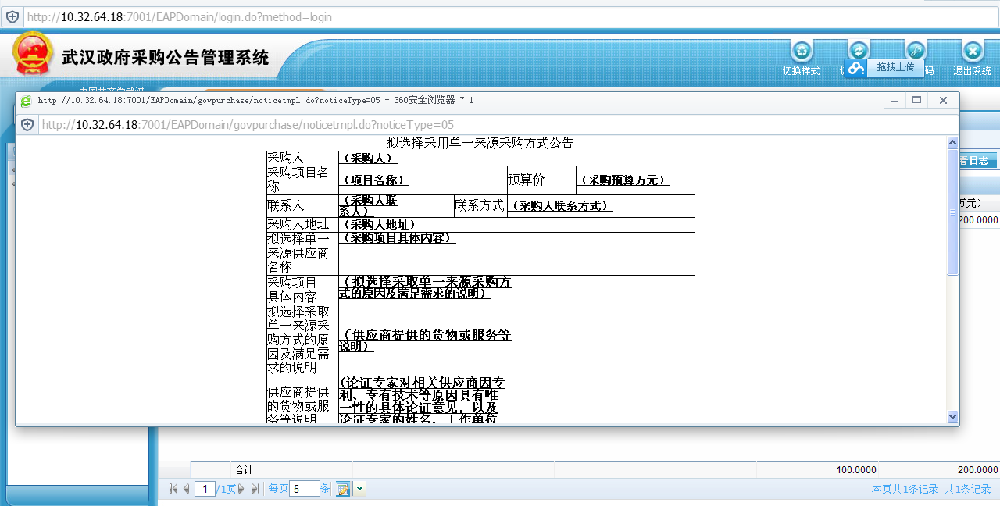 http://10.32.64.18:7001/EAPDomain/login.do?method=login
武汉政府采购公告管理系统
切换样式
拖拽上传
码
退出系统
http://10.32.64.18:7001/EAPDomain/govpurchase/noticetmpl.do?noticeType=05 - 360安全浏览器 7.1
http://10.32.64.18:7001/EAPDomain/govpurchase/noticetmpl.do?noticeType=05
拟选择采用单一来源采购方式公告
采购人
（采购人）
采购项目名
称
（项目名称）
预算价
（采购预算万元）
联系人
（采购人联
系人）
联系方式
（采购人联系方式）
采购人地址
（采购人地址）
拟选择单一
来源供应商
名称
（采购项目具体内容）
采购项目
具体内容
（拟选择采取单一来源采购方
式的原因及满足需求的说明）
拟选择采取
单一来源采
购方式的原
因及满足需
求的说明
（供应商提供的货物或服务等
说明）
供应商提供
的货物或服
务等说明
(论证专家对相关供应商因专
利、专有技术等原因具有唯
一性的具体论证意见，以及
论证专家的姓名、工作单位
看日志
万元）
200.0000
合计
100.0000
200.0000
1
/1页
每页
5
条
本页共1条记录 共1条记录